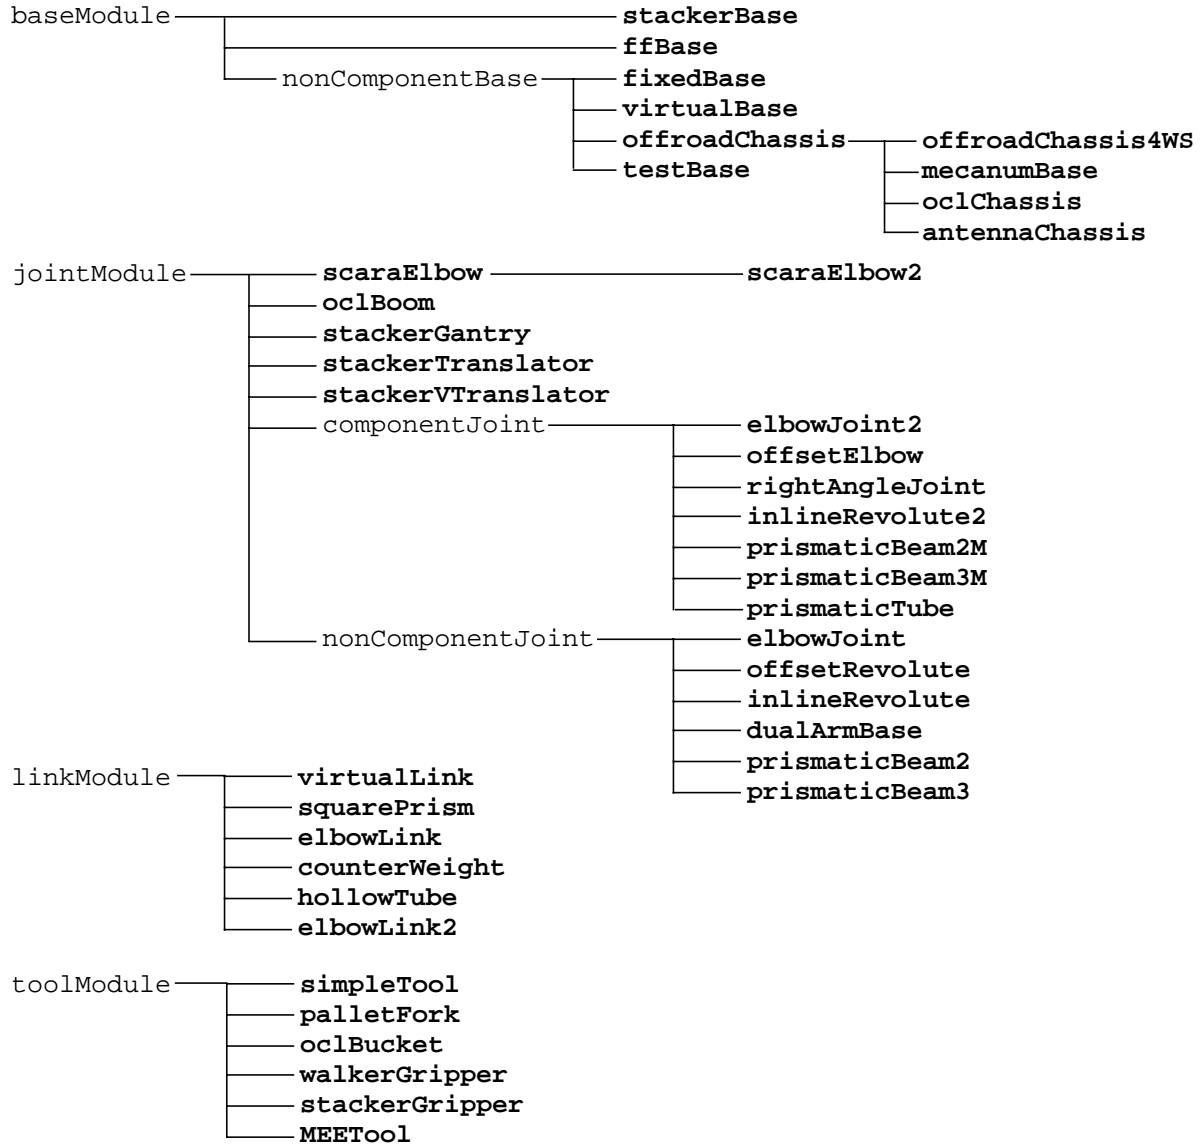 baseModule stackerBase
ffBase
nonComponentBase fixedBase
virtualBase
offroadChassis offroadChassis4WS
testBase mecanumBase
oclChassis
antennaChassis
jointModule scaraElbow scaraElbow2
oclBoom
stackerGantry
stackerTranslator
stackerVTranslator
componentJoint elbowJoint2
offsetElbow
rightAngleJoint
inlineRevolute2
prismaticBeam2M
prismaticBeam3M
prismaticTube
nonComponentJoint elbowJoint
offsetRevolute
inlineRevolute
dualArmBase
prismaticBeam2
prismaticBeam3
linkModule virtualLink
squarePrism
elbowLink
counterWeight
hollowTube
elbowLink2
toolModule simpleTool
palletFork
oclBucket
walkerGripper
stackerGripper
MEETool